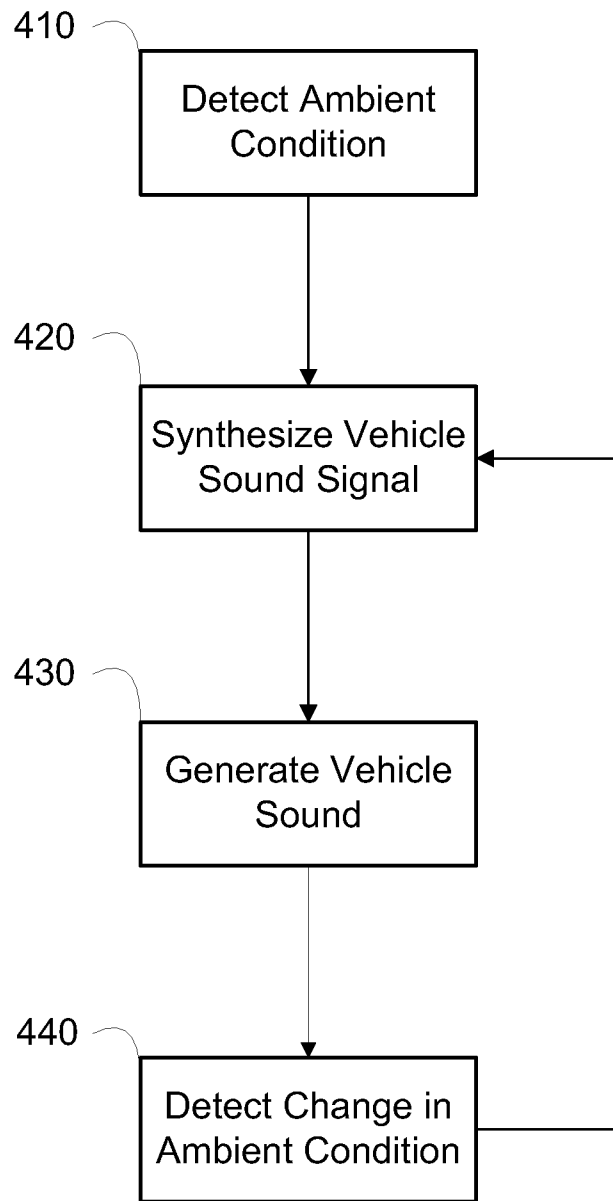 410
Detect Ambient
Condition
420
Synthesize Vehicle
Sound Signal
430
Generate Vehicle
Sound
440
Detect Change in
Ambient Condition